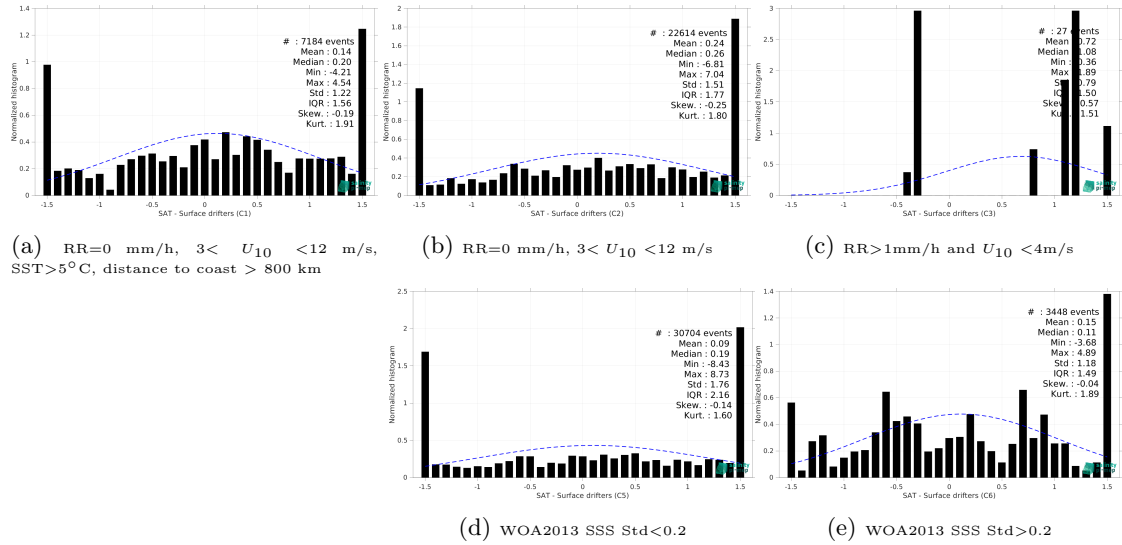 1.4
1.2
1
0.8
0.6
0.4
0.2
0
Normalized histogram
# : 7184 events
Mean : 0.14
Median : 0.20
Min : -4.21
Max : 4.54
Std : 1.22
IQR : 1.56
Skew. : -0.19
Kurt. : 1.91
-1.5 -1 -0.5 0 0.5 1 1.5
SAT - Surface drifters (C1)
(a) RR=0 mm/h, 3< U10 <12 m/s,
SST>5°C, distance to coast > 800 km
2
1.8
1.6
1.4
1.2
1
0.8
0.6
0.4
0.2
0
Normalized histogram
# : 22614 events
Mean : 0.24
Median : 0.26
Min : -6.81
Max : 7.04
Std : 1.51
IQR : 1.77
Skew. : -0.25
Kurt. : 1.80
-1.5 -1 -0.5 0 0.5 1 1.5
SAT - Surface drifters (C2)
(b) RR=0 mm/h, 3< U10 <12 m/s
3
2.5
2
1.5
1
0.5
0
Normalized histogram
# : 27 events
Mean
Median
Min
Max
Std
Skew.
Kurt.
-1.5 -1 -0.5 0 0.5 1 1.5
SAT - Surface drifters (C3)
(c) RR>1mm/h and U10 <4m/s
2.5
2
1.5
1
0.5
0
Normalized histogram
# : 30704 events
Mean : 0.09
Median : 0.19
Min : -8.43
Max : 8.73
Std : 1.76
IQR : 2.16
Skew. : -0.14
Kurt. : 1.60
-1.5 -1 -0.5 0 0.5 1 1.5
SAT - Surface drifters (C5)
(d) WOA2013 SSS Std<0.2
1.4
1.2
1
0.8
0.6
0.4
0.2
0
Normalized histogram
# : 3448 events
Mean : 0.15
Median : 0.11
Min : -3.68
Max : 4.89
Std : 1.18
IQR : 1.49
Skew. : -0.04
Kurt. : 1.89
-1.5 -1 -0.5 0 0.5 1 1.5
SAT - Surface drifters (C6)
(e) WOA2013 SSS Std>0.2